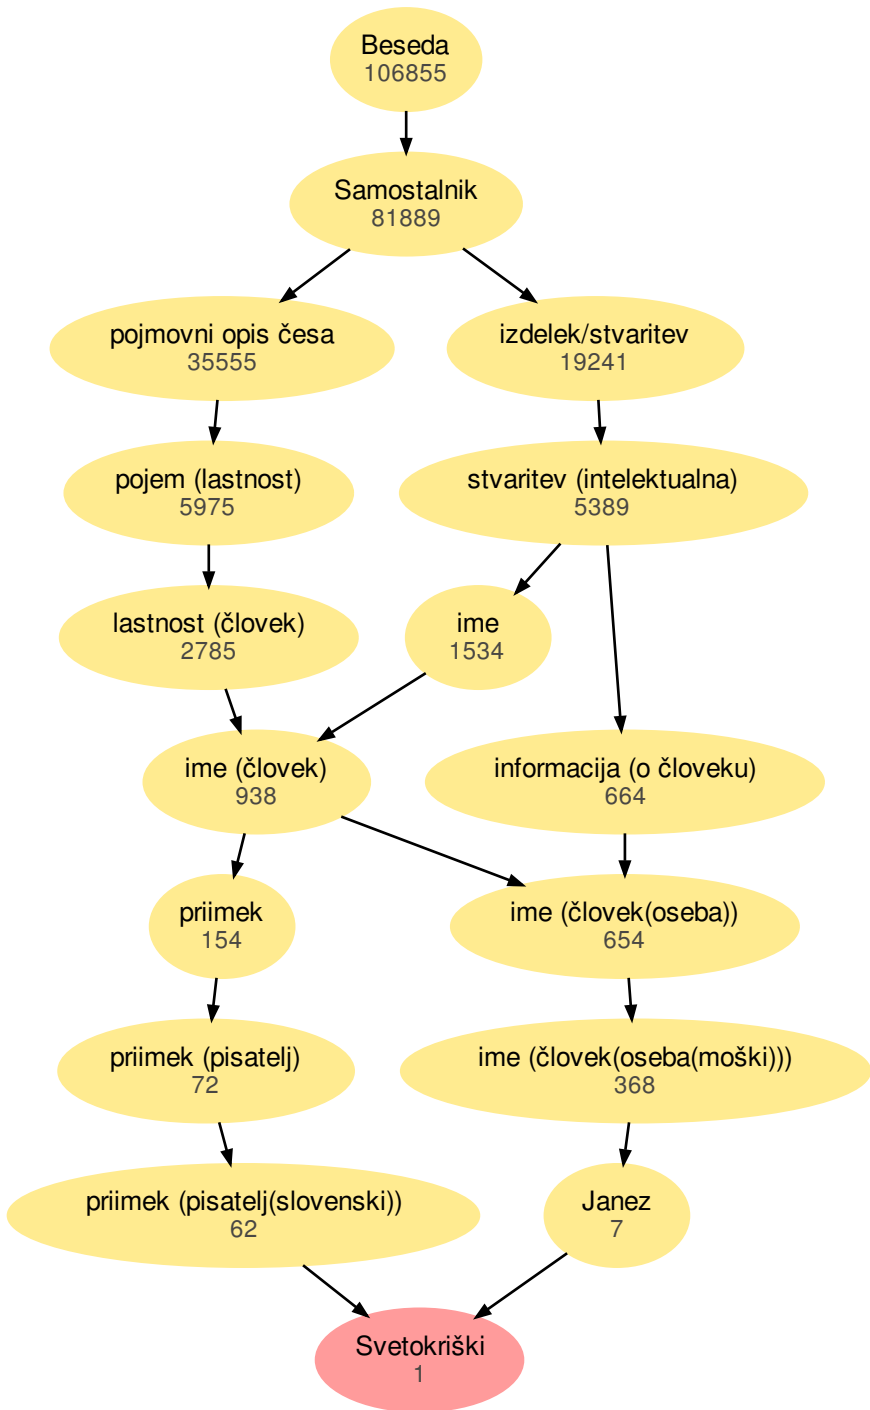 Beseda
106855
Samostalnik
81889
pojmovni opis česa
35555
izdelek/stvaritev
19241
pojem (lastnost)
5975
stvaritev (intelektualna)
5389
lastnost (človek)
2785
ime
1534
ime (človek)
938
informacija (o človeku)
664
priimek
154
ime (človek(oseba))
654
priimek (pisatelj)
72
ime (človek(oseba(moški)))
368
priimek (pisatelj(slovenski))
62
Janez
7
Svetokriški
1